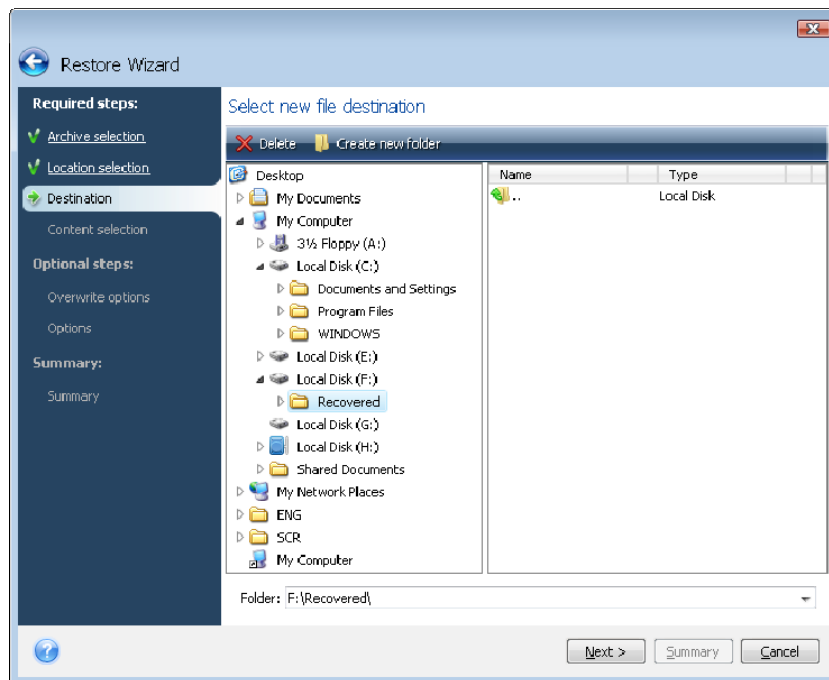 Restore Wizard
Required steps:
Archive selection
Location selection
Destination
Content selection
Optional steps:
Overwrite options
Options
Summary:
Summary
Select new file destination
Delete Create new folder
Desktop
My Documents
My Computer
3½ Floppy (A:)
Local Disk (C:)
Documents and Settings
Program Files
WINDOWS
Local Disk (E:)
Local Disk (F:)
Recovered
Local Disk (G:)
Local Disk (H:)
Shared Documents
My Network Places
ENG
SCR
My Computer
Name Type
.. Local Disk
Folder: F:\Recovered\
Next > Summary Cancel